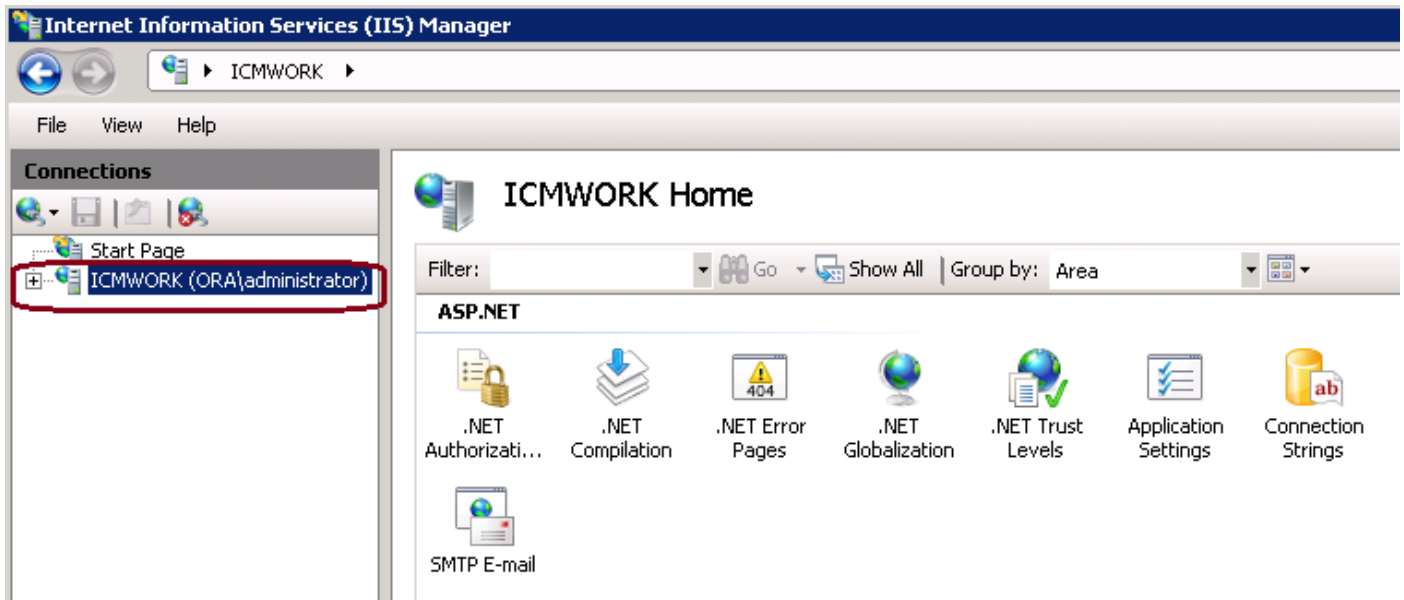 Internet Information Services (IIS) Manager
ICMWORK
File View Help
Connections
Start Page
ICMWORK (ORA\administrator)
ICMWORK Home
Filter: Go Show All Group by: Area
ASP.NET
404
ab
.NET Authorizati...
.NET Compilation
.NET Error Pages
.NET Globalization
.NET Trust Levels
Application Settings
Connection Strings
SMTP E-mail